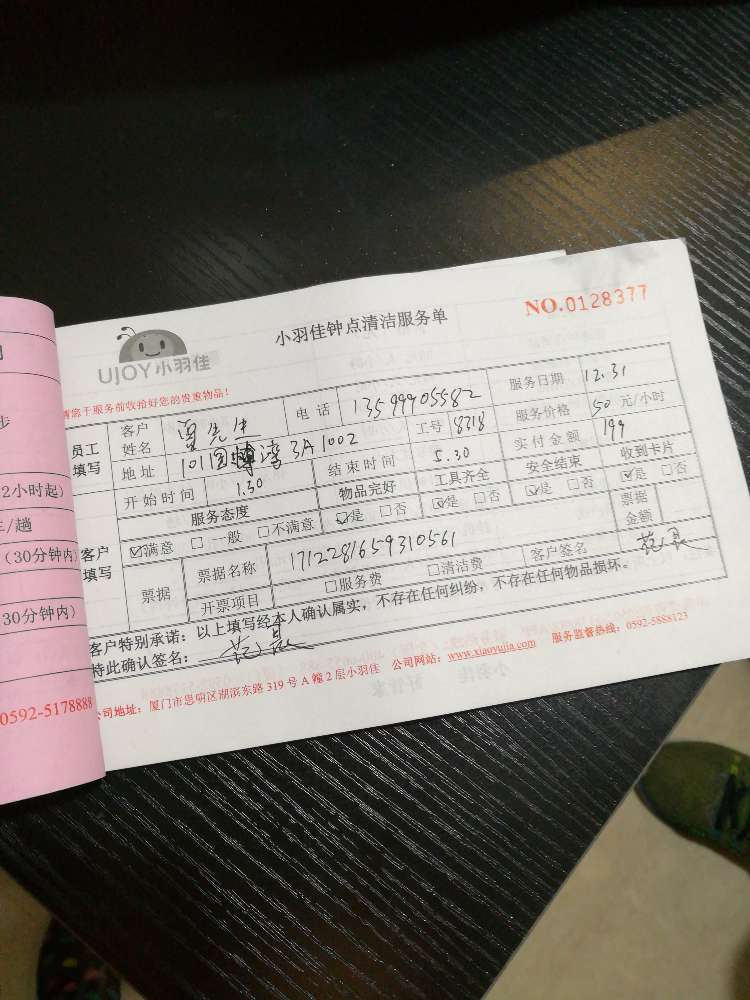 NO.0128377
小羽佳钟点清洁服务单
UJOY小羽佳
请您于服务前收拾好您的贵重物品!
员工填写 客户姓名 曾先生 电话 13599905582 服务日期 12.31
地址 3A1002 工号 8318 服务价格 50 元/小时
开始时间 1.30 结束时间 5.30 实付金额 199
客户填写 服务态度 物品完好 工具齐全 安全结束 收到卡片
☑满意 □一般 □不满意 ☑是 □否 ☑是 □否 ☑是 □否 ☑是 □否
票据 票据名称 1712281659310561 票据金额
开票项目 □服务费 □清洁费 客户签名
客户特别承诺:以上填写经本人确认属实,不存在任何纠纷,不存在任何物品损坏。
特此确认签名:
公司地址:厦门市思明区湖滨东路 319 号 A 幢 2 层小羽佳 公司网站:www.xiaoyujia.com 服务监督热线:0592-5888123
2小时起)
/趟
(30分钟内)
30分钟内)
0592-5178888